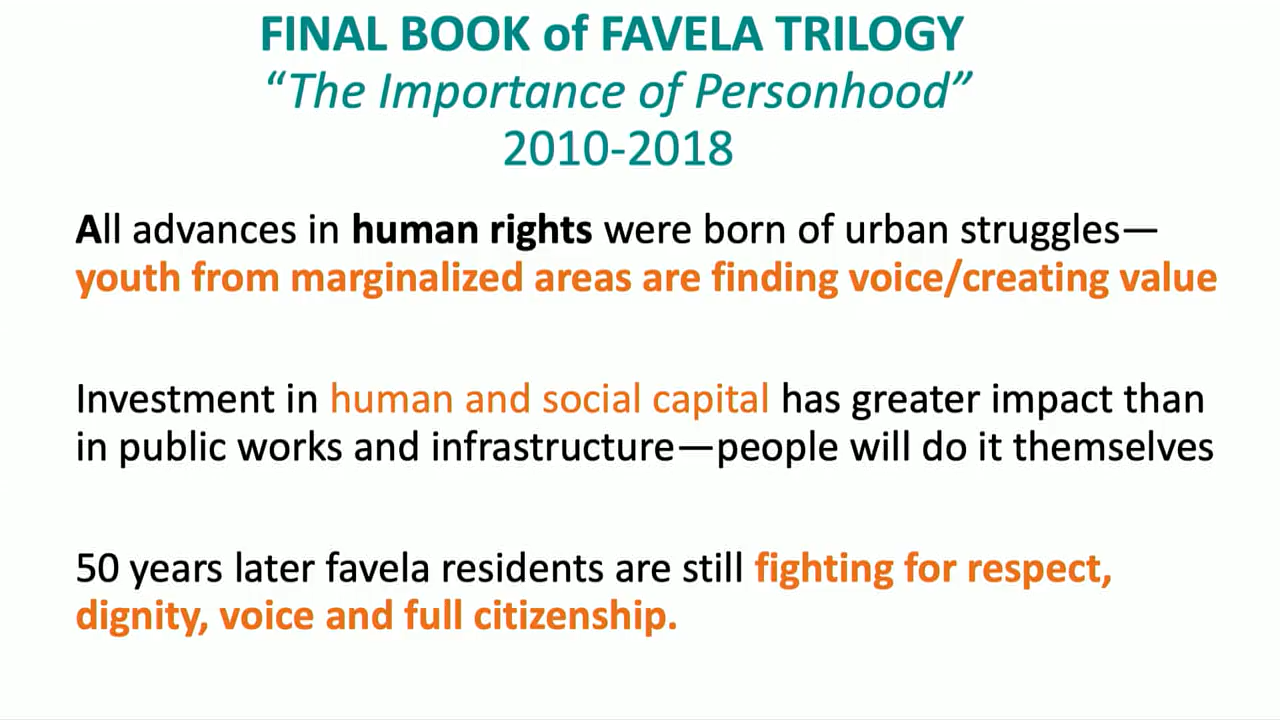 FINAL BOOK of FAVELA TRILOGY
“The Importance of Personhood”
2010-2018
All advances in human rights were born of urban struggles—
youth from marginalized areas are finding voice/creating value
Investment in human and social capital has greater impact than
in public works and infrastructure—people will do it themselves
50 years later favela residents are still fighting for respect,
dignity, voice and full citizenship.